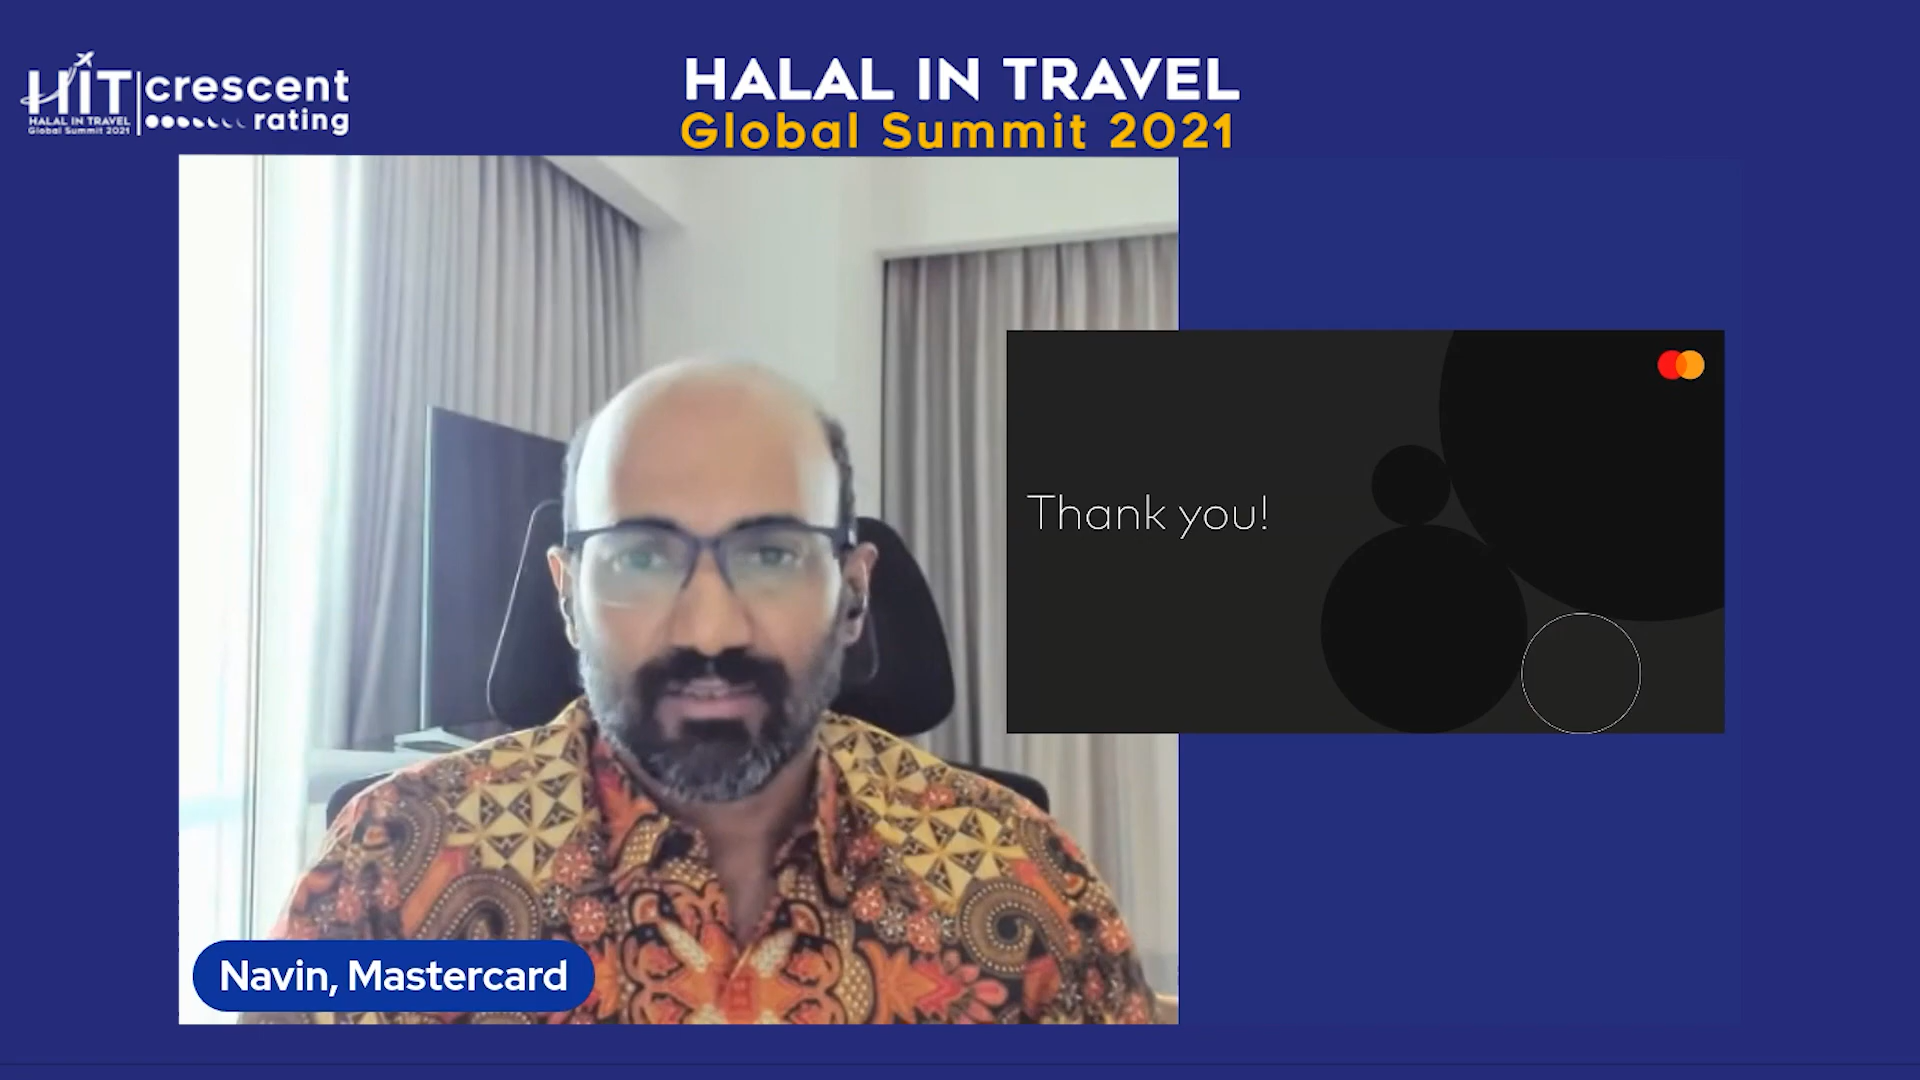 HIT
HALAL IN TRAVEL
Global Summit 2021
crescent
rating
HALAL IN TRAVEL
Global Summit 2021
Thank you!
Navin, Mastercard